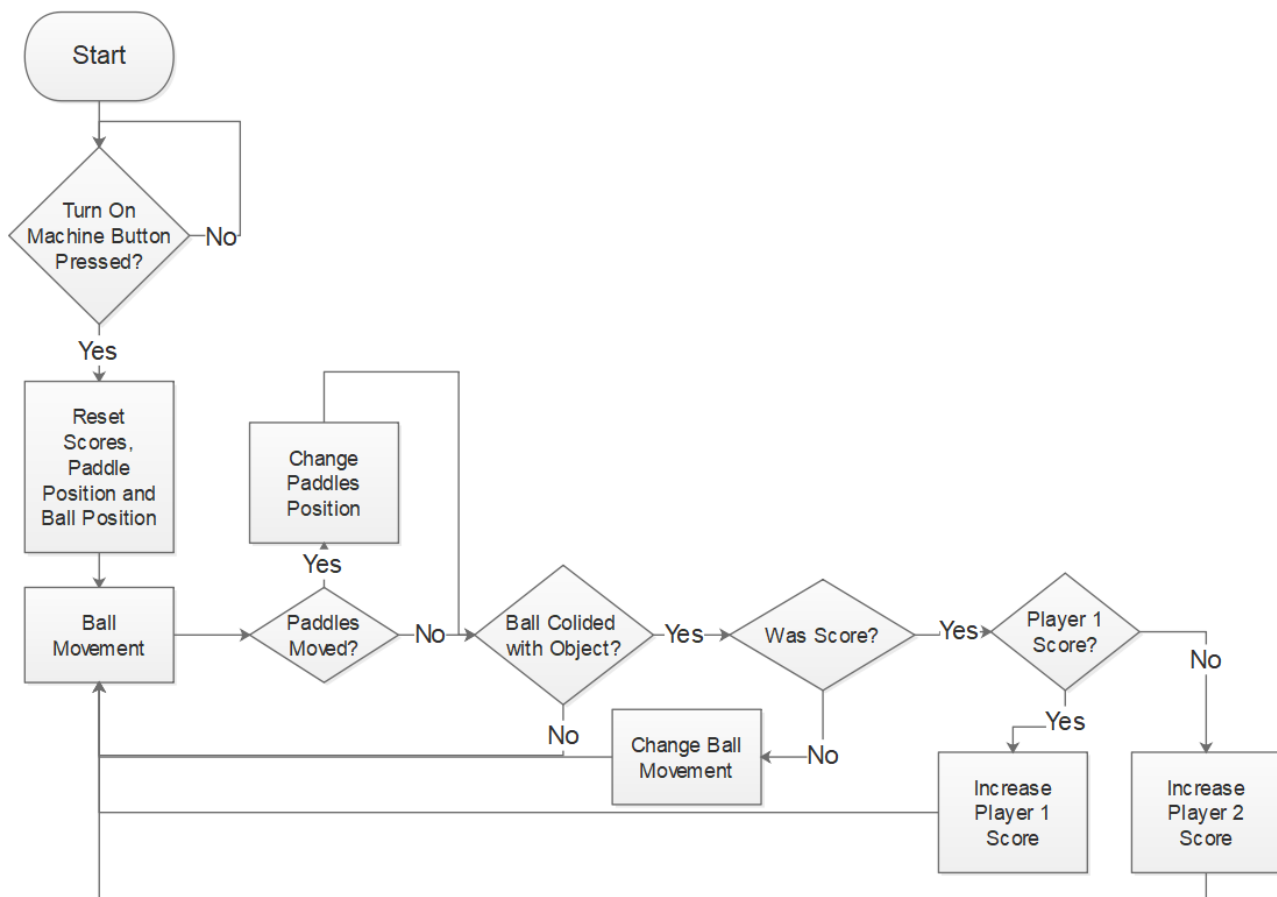 Start
Turn On
Machine Button
Pressed?
No
Yes
Reset
Scores,
Paddle
Position and
Ball Position
Change
Paddles
Position
Yes
Ball
Movement
Paddles
Moved?
No
Ball Colided
with Object?
Yes
Was Score?
Yes
Player 1
Score?
No
Yes
No
Change Ball
Movement
No
Increase
Player 1
Score
Increase
Player 2
Score